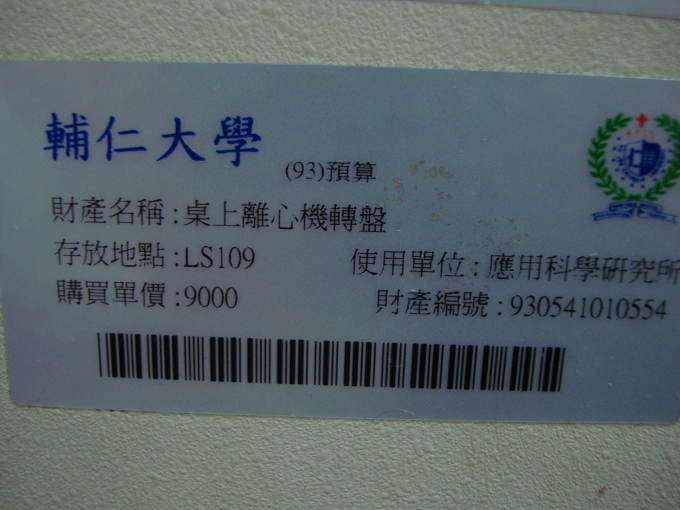 輔仁大學
(93)預算
財產名稱：桌上離心機轉盤
存放地點：LS109 使用單位：應用科學研究所
購買單價：9000 財產編號：930541010554